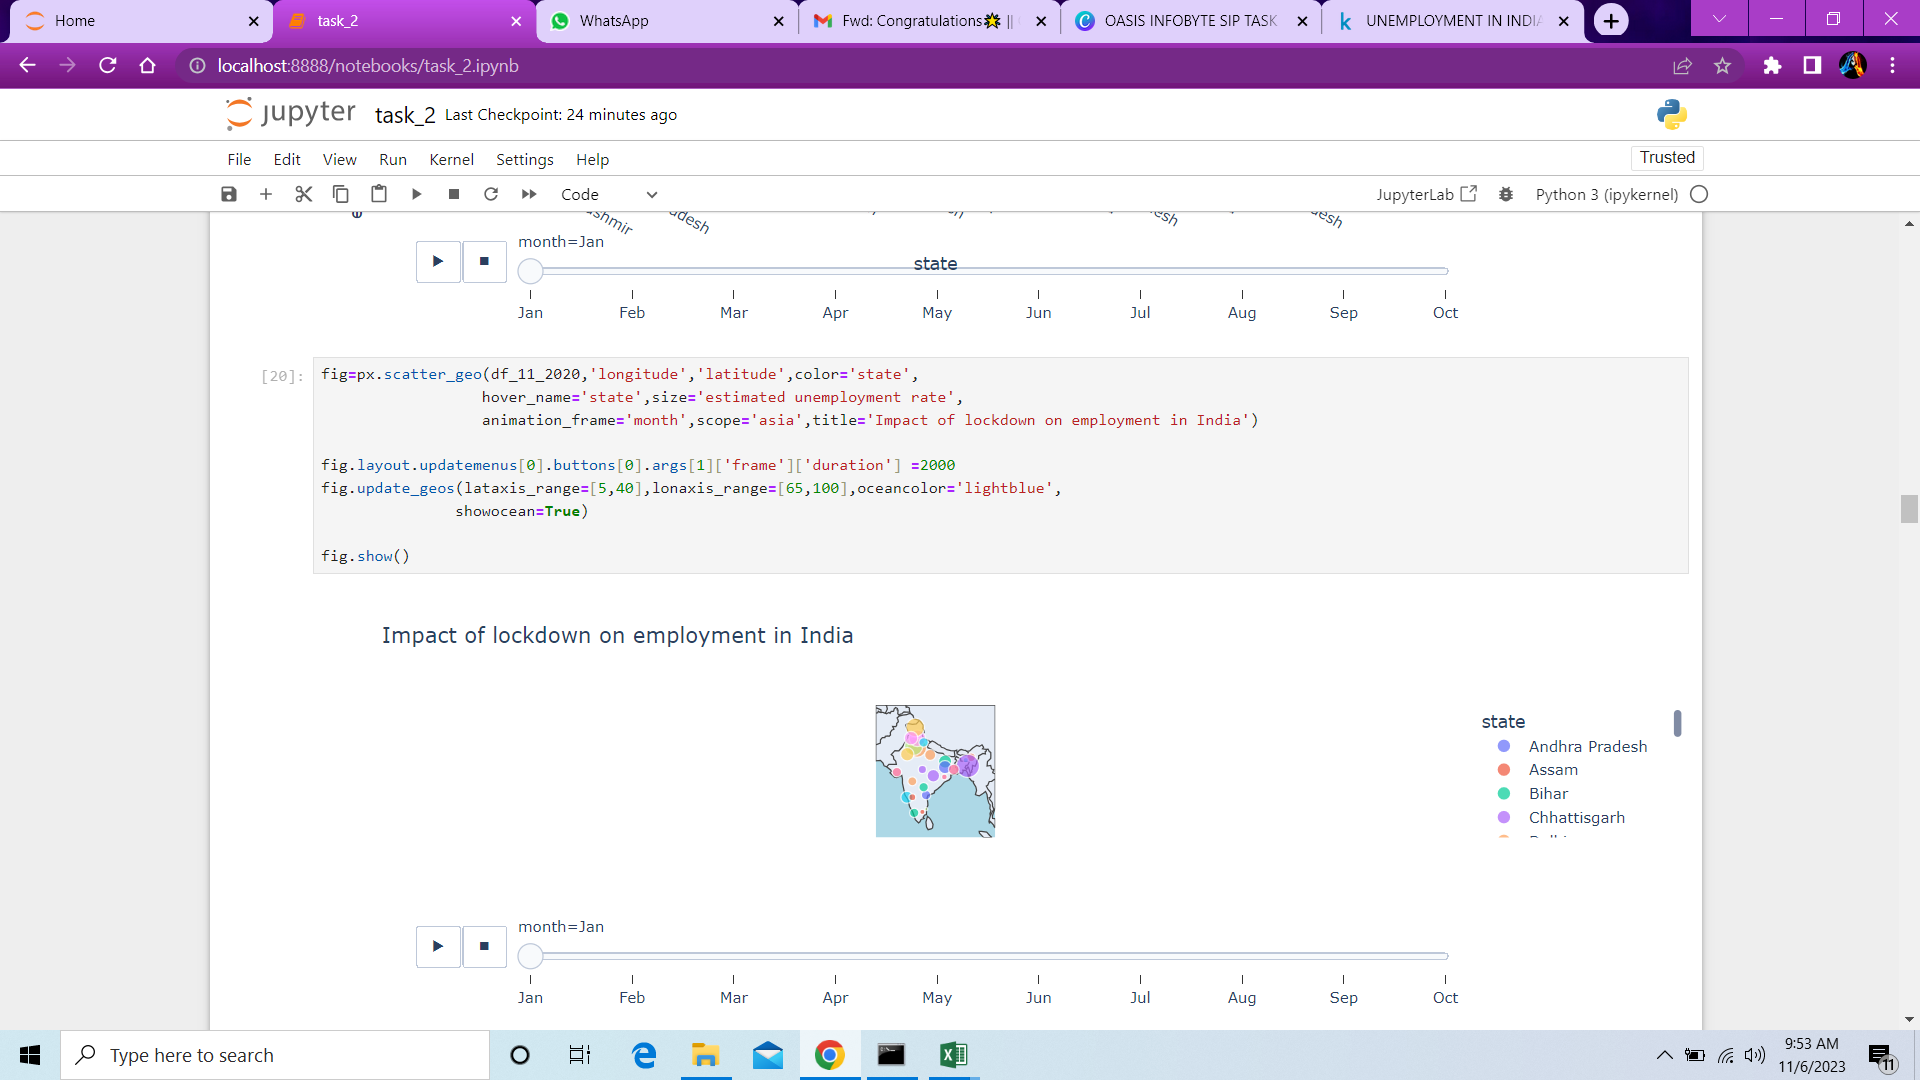 Home
task_2
WhatsApp
Fwd: Congratulations🌟 ||
OASIS INFOBYTE SIP TASK
UNEMPLOYMENT IN INDIA
localhost:8888/notebooks/task_2.ipynb
jupyter
task_2
Last Checkpoint: 24 minutes ago
File Edit View Run Kernel Settings Help
Trusted
Code
JupyterLab
Python 3 (ipykernel)
month=Jan
state
Jan Feb Mar Apr May Jun Jul Aug Sep Oct
[20]:
fig=px.scatter_geo(df_11_2020,'longitude','latitude',color='state',
hover_name='state',size='estimated unemployment rate',
animation_frame='month',scope='asia',title='Impact of lockdown on employment in India')
fig.layout.updatemenus[0].buttons[0].args[1]['frame']['duration'] =2000
fig.update_geos(lataxis_range=[5,40],lonaxis_range=[65,100],oceancolor='lightblue',
showocean=True)
fig.show()
Impact of lockdown on employment in India
state
Andhra Pradesh
Assam
Bihar
Chhattisgarh
month=Jan
Jan Feb Mar Apr May Jun Jul Aug Sep Oct
Type here to search
9:53 AM
11/6/2023
11